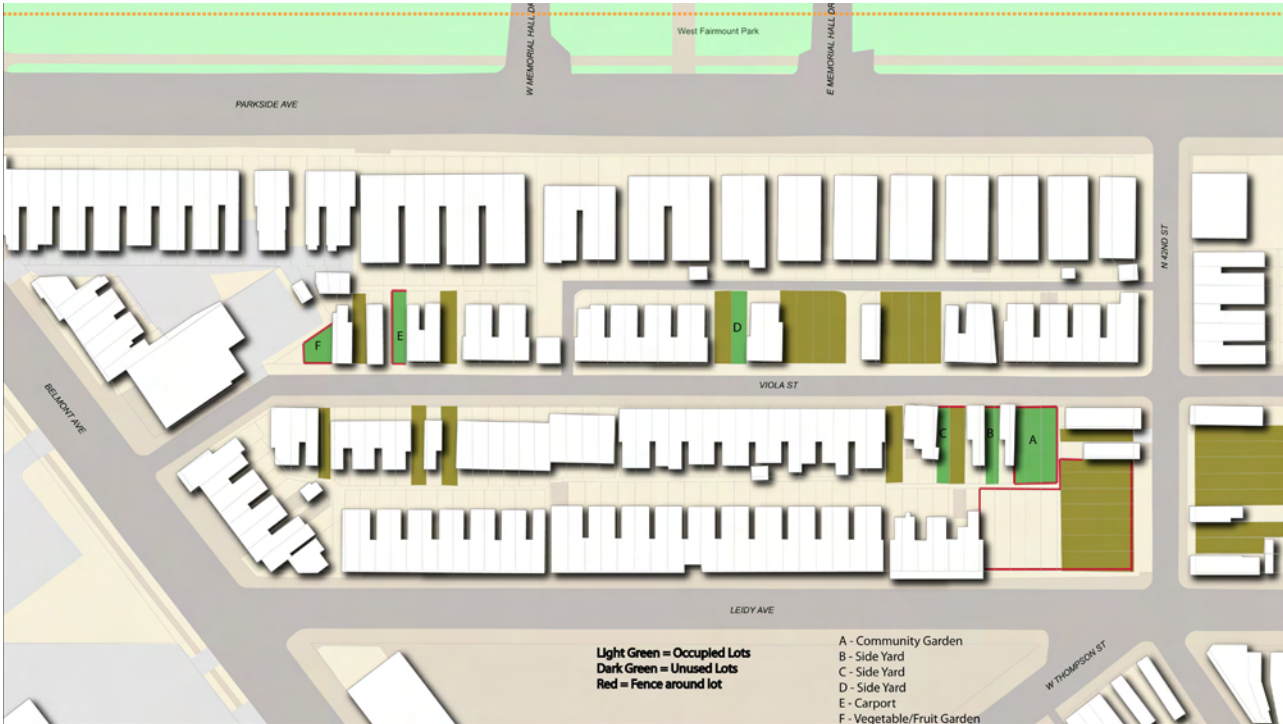 West Fairmount Park
W MEMORIAL HALL DR
E MEMORIAL HALL DR
PARKSIDE AVE
N 42ND ST
BELMONT AVE
F
E
D
VIOLA ST
C
B
A
LEIDY AVE
W THOMPSON ST
Light Green = Occupied Lots
Dark Green = Unused Lots
Red = Fence around lot
A - Community Garden
B - Side Yard
C - Side Yard
D - Side Yard
E - Carport
F - Vegetable/Fruit Garden